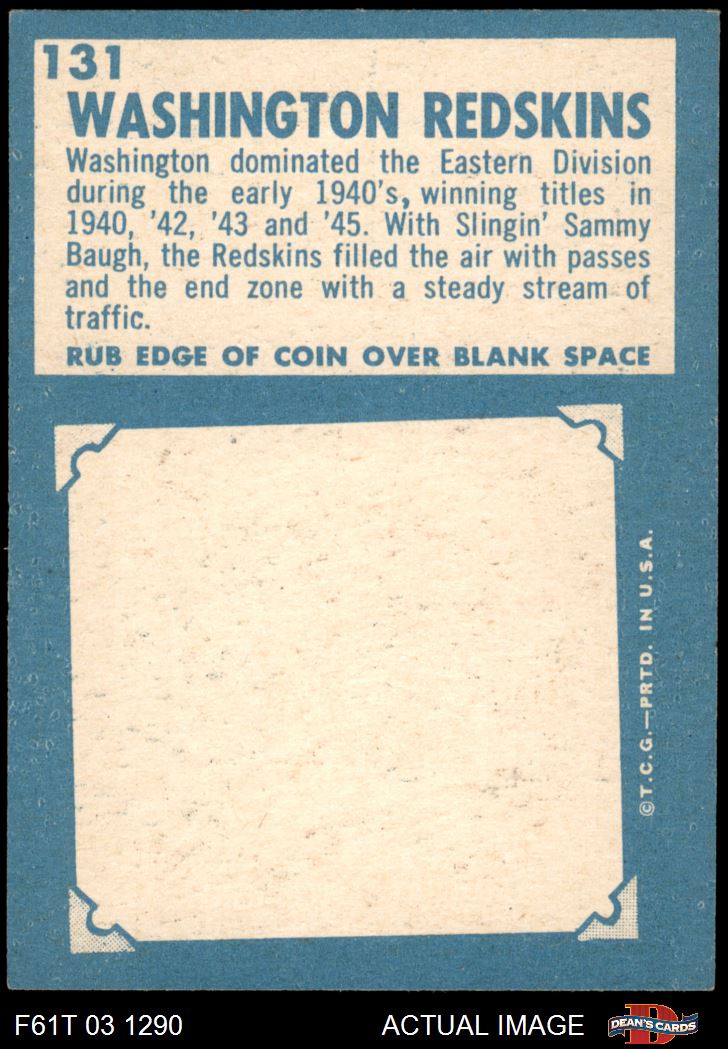 131
WASHINGTON REDSKINS
Washington dominated the Eastern Division
during the early 1940's, winning titles in
1940, '42, '43 and '45. With Slingin' Sammy
Baugh, the Redskins filled the air with passes
and the end zone with a steady stream of
traffic.
RUB EDGE OF COIN OVER BLANK SPACE
©T.C.G.—PRTD. IN U.S.A.
F61T 03 1290
ACTUAL IMAGE
D
DEAN'S CARDS